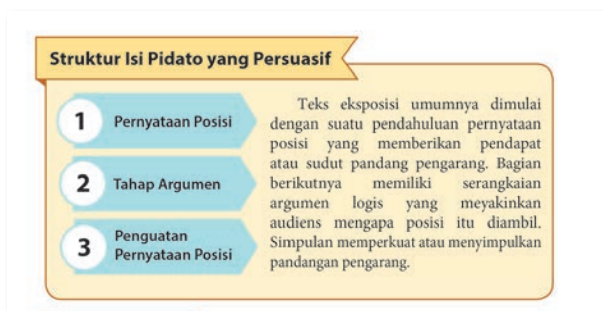 Struktur Isi Pidato yang Persuasif
1 Pernyataan Posisi
2 Tahap Argumen
3 Penguatan
Pernyataan Posisi
Teks eksposisi umumnya dimulai
dengan suatu pendahuluan pernyataan
posisi yang memberikan pendapat
atau sudut pandang pengarang. Bagian
berikutnya memiliki serangkaian
argumen logis yang meyakinkan
audiens mengapa posisi itu diambil.
Simpulan memperkuat atau menyimpulkan
pandangan pengarang.